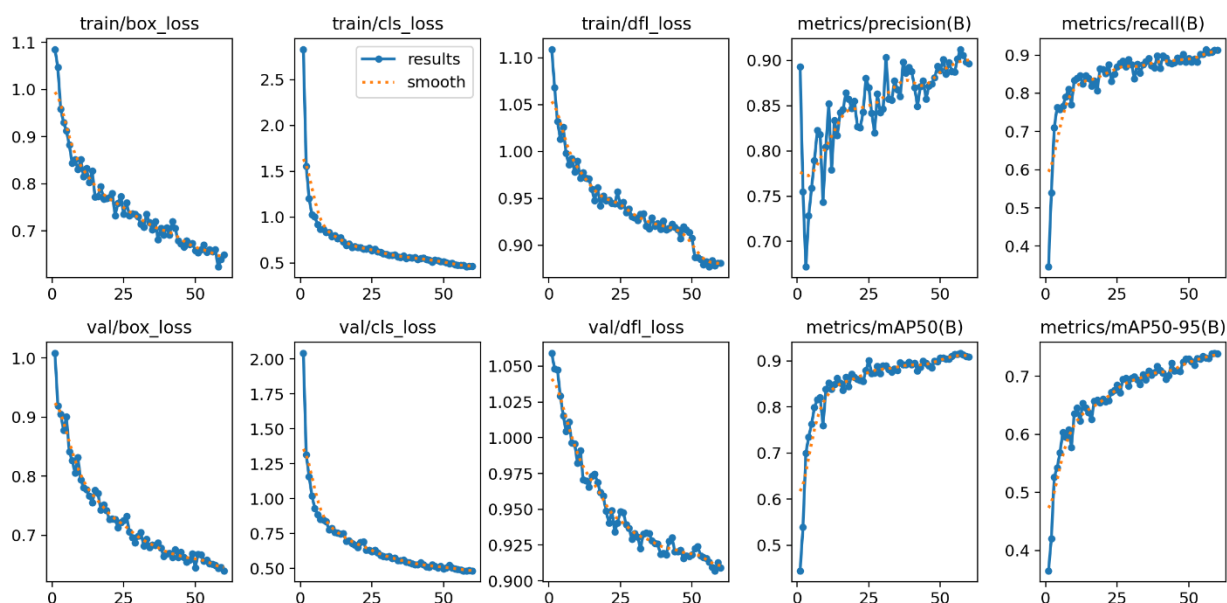 train/box_loss
train/cls_loss
train/dfl_loss
metrics/precision(B)
metrics/recall(B)
results
smooth
1.1
1.0
0.9
0.8
0.7
0 25 50
2.5
2.0
1.5
1.0
0.5
0 25 50
1.10
1.05
1.00
0.95
0.90
0 25 50
0.90
0.85
0.80
0.75
0.70
0 25 50
0.9
0.8
0.7
0.6
0.5
0.4
0 25 50
val/box_loss
val/cls_loss
val/dfl_loss
metrics/mAP50(B)
metrics/mAP50-95(B)
1.0
0.9
0.8
0.7
0 25 50
2.00
1.75
1.50
1.25
1.00
0.75
0.50
0 25 50
1.050
1.025
1.000
0.975
0.950
0.925
0.900
0 25 50
0.9
0.8
0.7
0.6
0.5
0 25 50
0.7
0.6
0.5
0.4
0 25 50